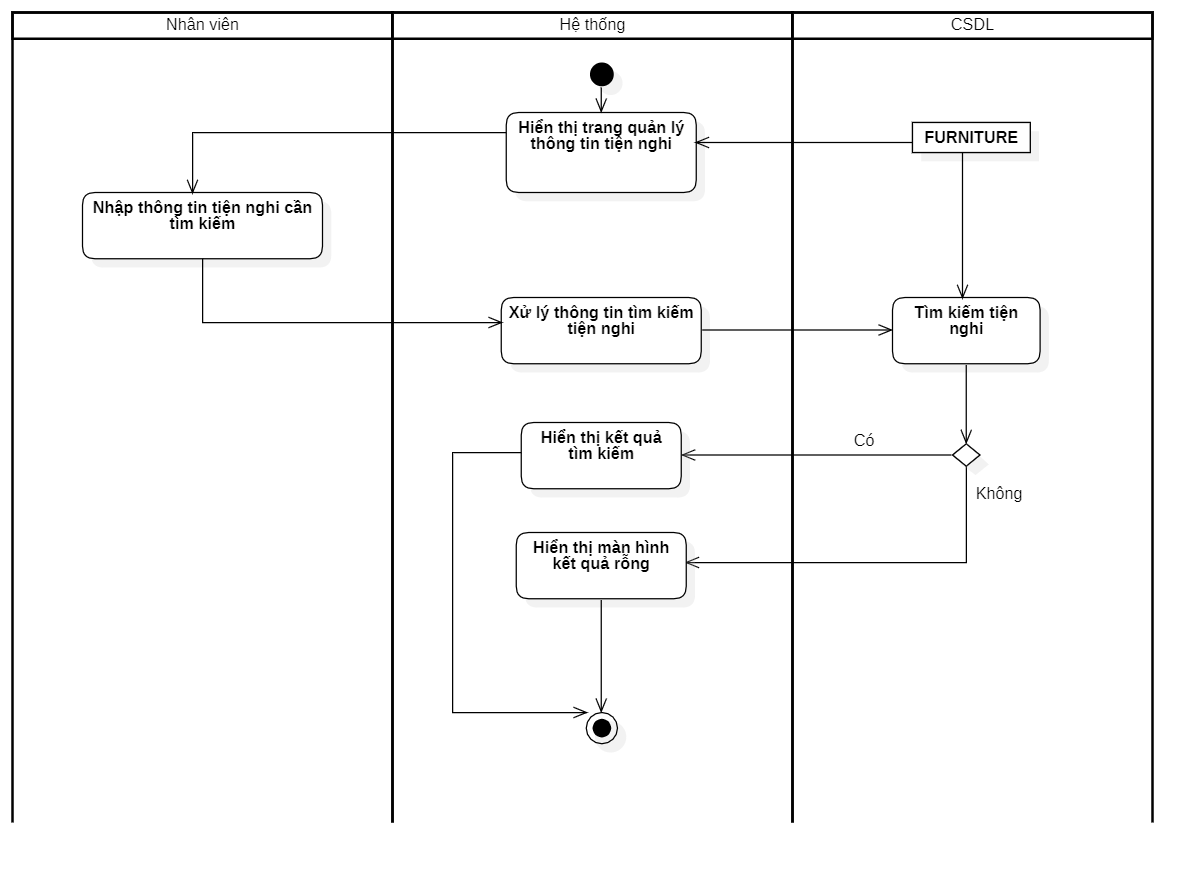 Nhân viên
Hệ thống
CSDL
Hiển thị trang quản lý
thông tin tiện nghi
FURNITURE
Nhập thông tin tiện nghi cần
tìm kiếm
Xử lý thông tin tìm kiếm
tiện nghi
Tìm kiếm tiện
nghi
Hiển thị kết quả
tìm kiếm
Có
Không
Hiển thị màn hình
kết quả rỗng